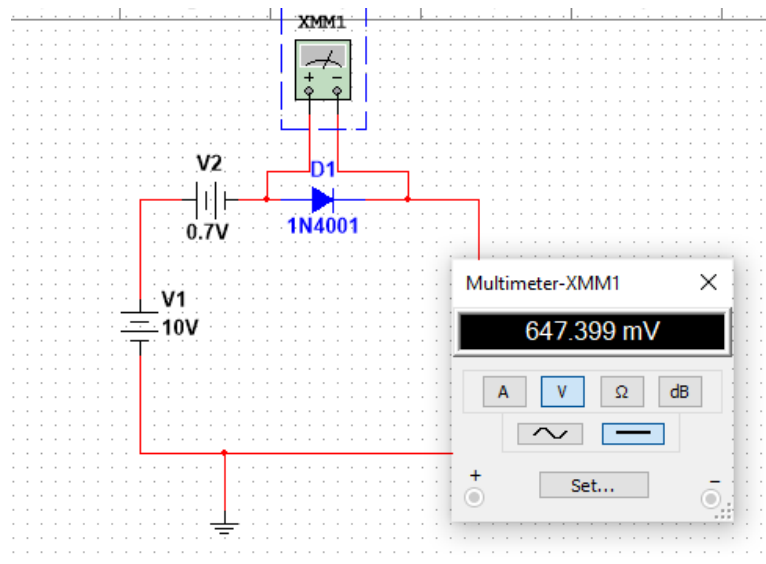 XMM1
V2
0.7V
D1
1N4001
V1
10V
Multimeter-XMM1
647.399 mV
A V Ω dB
+ Set... -